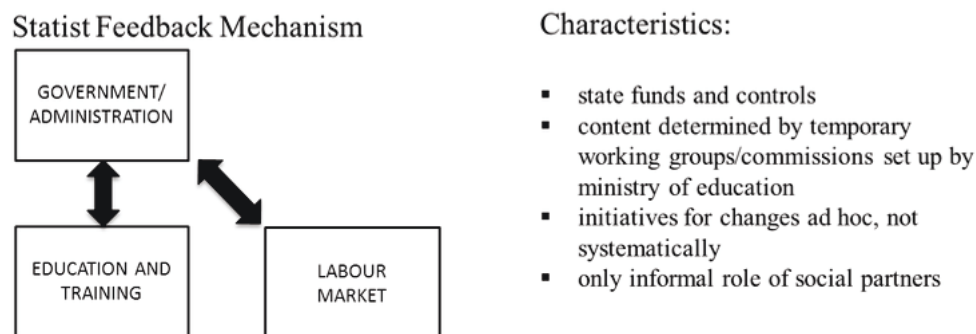 Statist Feedback Mechanism
GOVERNMENT/
ADMINISTRATION
EDUCATION AND
TRAINING
LABOUR
MARKET
Characteristics:
▪ state funds and controls
▪ content determined by temporary
working groups/commissions set up by
ministry of education
▪ initiatives for changes ad hoc, not
systematically
▪ only informal role of social partners